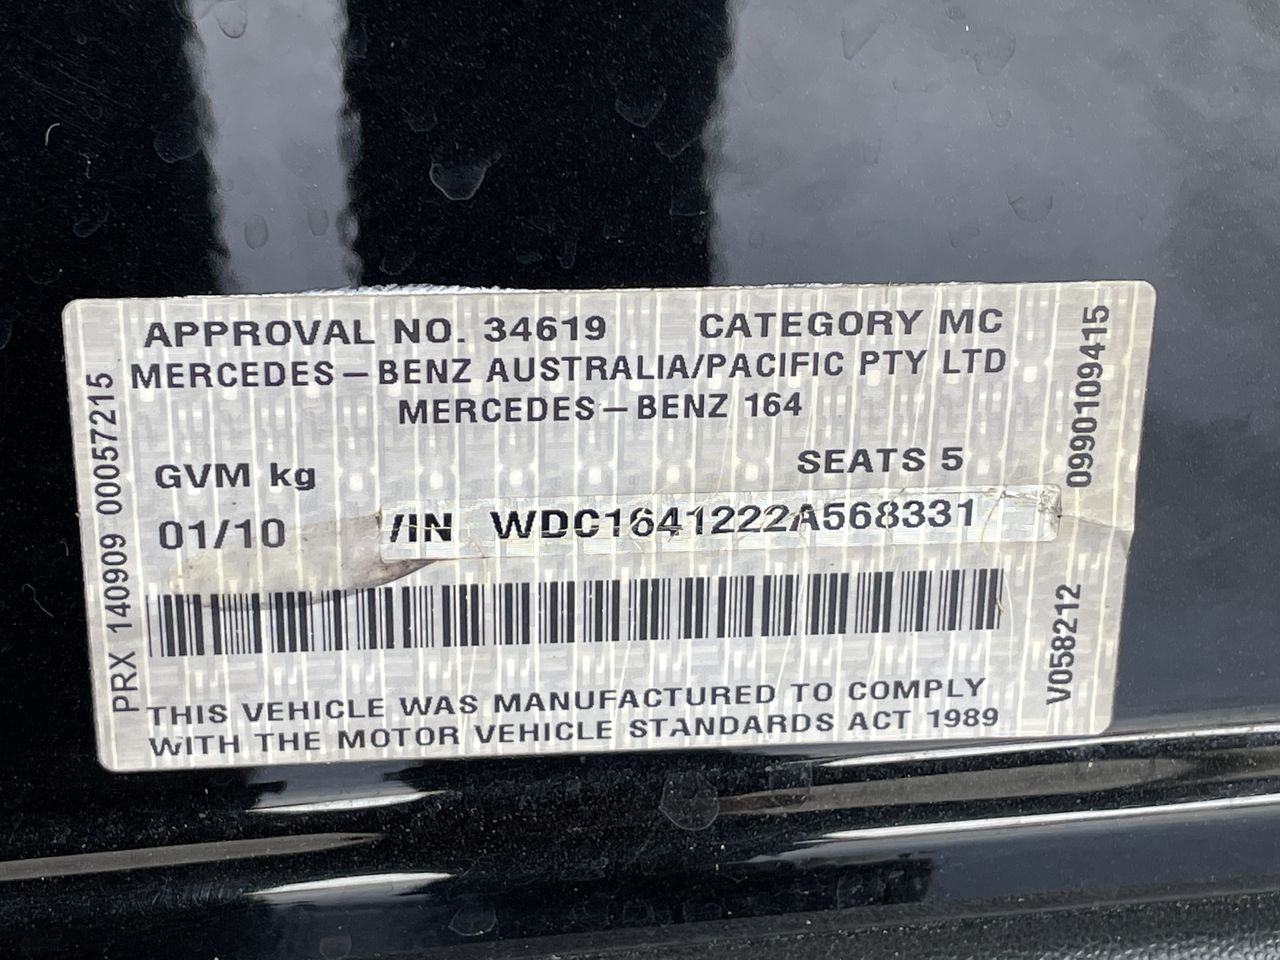 APPROVAL NO. 34619 CATEGORY MC
MERCEDES-BENZ AUSTRALIA/PACIFIC PTY LTD
MERCEDES-BENZ 164
GVM kg SEATS 5
01/10 VIN WDC1641222A568331
THIS VEHICLE WAS MANUFACTURED TO COMPLY
WITH THE MOTOR VEHICLE STANDARDS ACT 1989
PRX 140909 00057215
0990109415
V058212